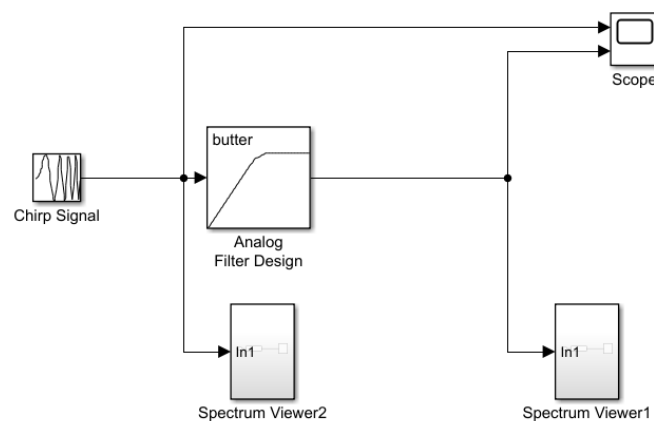 Scope
butter
Chirp Signal
Analog
Filter Design
In1
In1
Spectrum Viewer2
Spectrum Viewer1